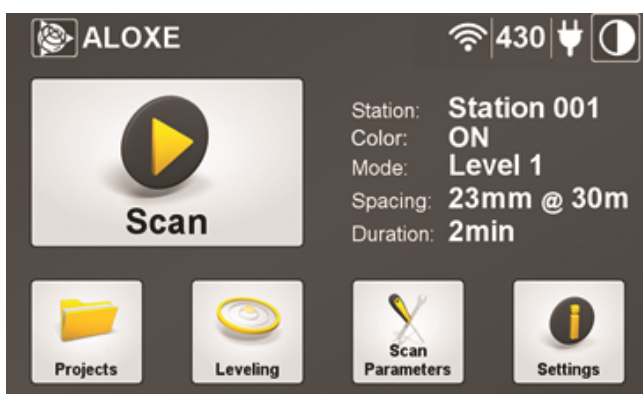 ALOXE 430
Scan
Station: Station 001
Color: ON
Mode: Level 1
Spacing: 23mm @ 30m
Duration: 2min
Projects
Leveling
Scan
Parameters
Settings